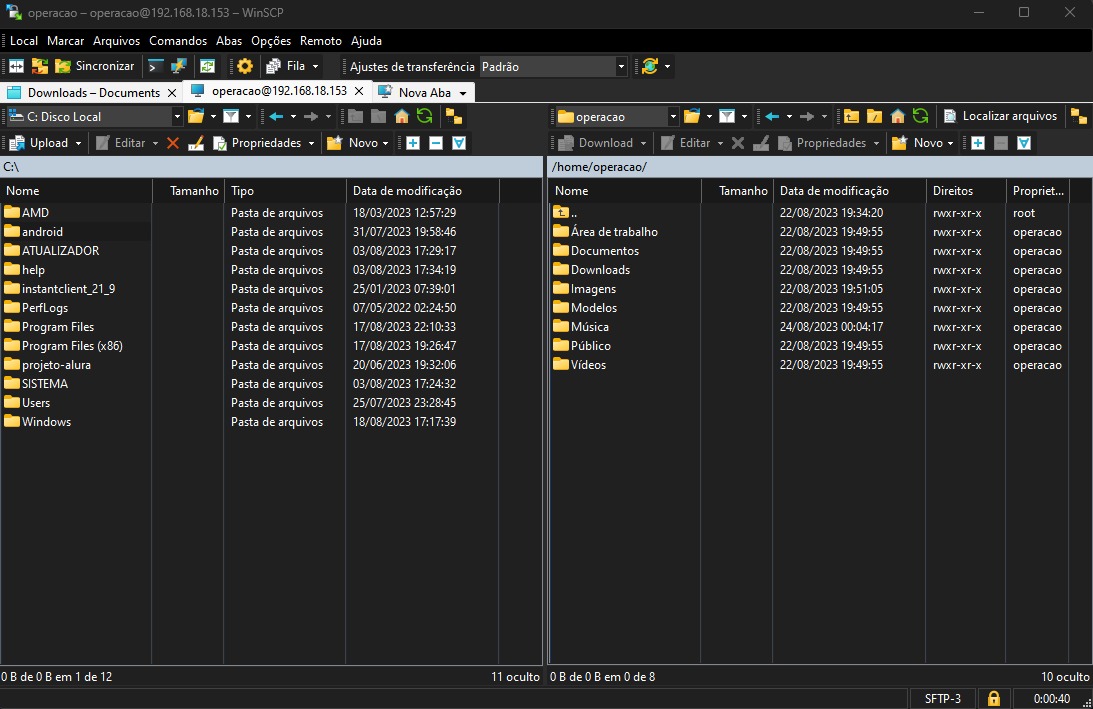 operacao – operacao@192.168.18.153 – WinSCP
Local Marcar Arquivos Comandos Abas Opções Remoto Ajuda
Sincronizar Fila Ajustes de transferência Padrão
Downloads – Documents operacao@192.168.18.153 Nova Aba
C: Disco Local operacao Localizar arquivos
Upload Editar Propriedades Novo Download Editar Propriedades Novo
C:\ /home/operacao/
Nome Tamanho Tipo Data de modificação
AMD Pasta de arquivos 18/03/2023 12:57:29
android Pasta de arquivos 31/07/2023 19:58:46
ATUALIZADOR Pasta de arquivos 03/08/2023 17:29:17
help Pasta de arquivos 03/08/2023 17:34:19
instantclient_21_9 Pasta de arquivos 25/01/2023 07:39:01
PerfLogs Pasta de arquivos 07/05/2022 02:24:50
Program Files Pasta de arquivos 17/08/2023 22:10:33
Program Files (x86) Pasta de arquivos 17/08/2023 19:26:47
projeto-alura Pasta de arquivos 20/06/2023 19:32:06
SISTEMA Pasta de arquivos 03/08/2023 17:24:32
Users Pasta de arquivos 25/07/2023 23:28:45
Windows Pasta de arquivos 18/08/2023 17:17:39
Nome Tamanho Data de modificação Direitos Propriet...
.. 22/08/2023 19:34:20 rwxr-xr-x root
Área de trabalho 22/08/2023 19:49:55 rwxr-xr-x operacao
Documentos 22/08/2023 19:49:55 rwxr-xr-x operacao
Downloads 22/08/2023 19:49:55 rwxr-xr-x operacao
Imagens 22/08/2023 19:51:05 rwxr-xr-x operacao
Modelos 22/08/2023 19:49:55 rwxr-xr-x operacao
Música 24/08/2023 00:04:17 rwxr-xr-x operacao
Público 22/08/2023 19:49:55 rwxr-xr-x operacao
Vídeos 22/08/2023 19:49:55 rwxr-xr-x operacao
0 B de 0 B em 1 de 12 11 oculto 0 B de 0 B em 0 de 8 10 oculto
SFTP-3 0:00:40